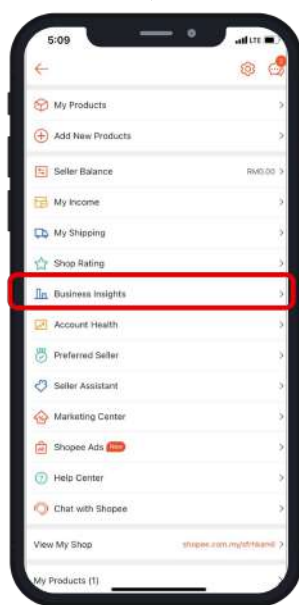 5:09
LTE
My Products
Add New Products
Seller Balance RM0.00
My Income
My Shipping
Shop Rating
Business Insights
Account Health
Preferred Seller
Seller Assistant
Marketing Center
Shopee Ads New
Help Center
Chat with Shopee
View My Shop
My Products (1)